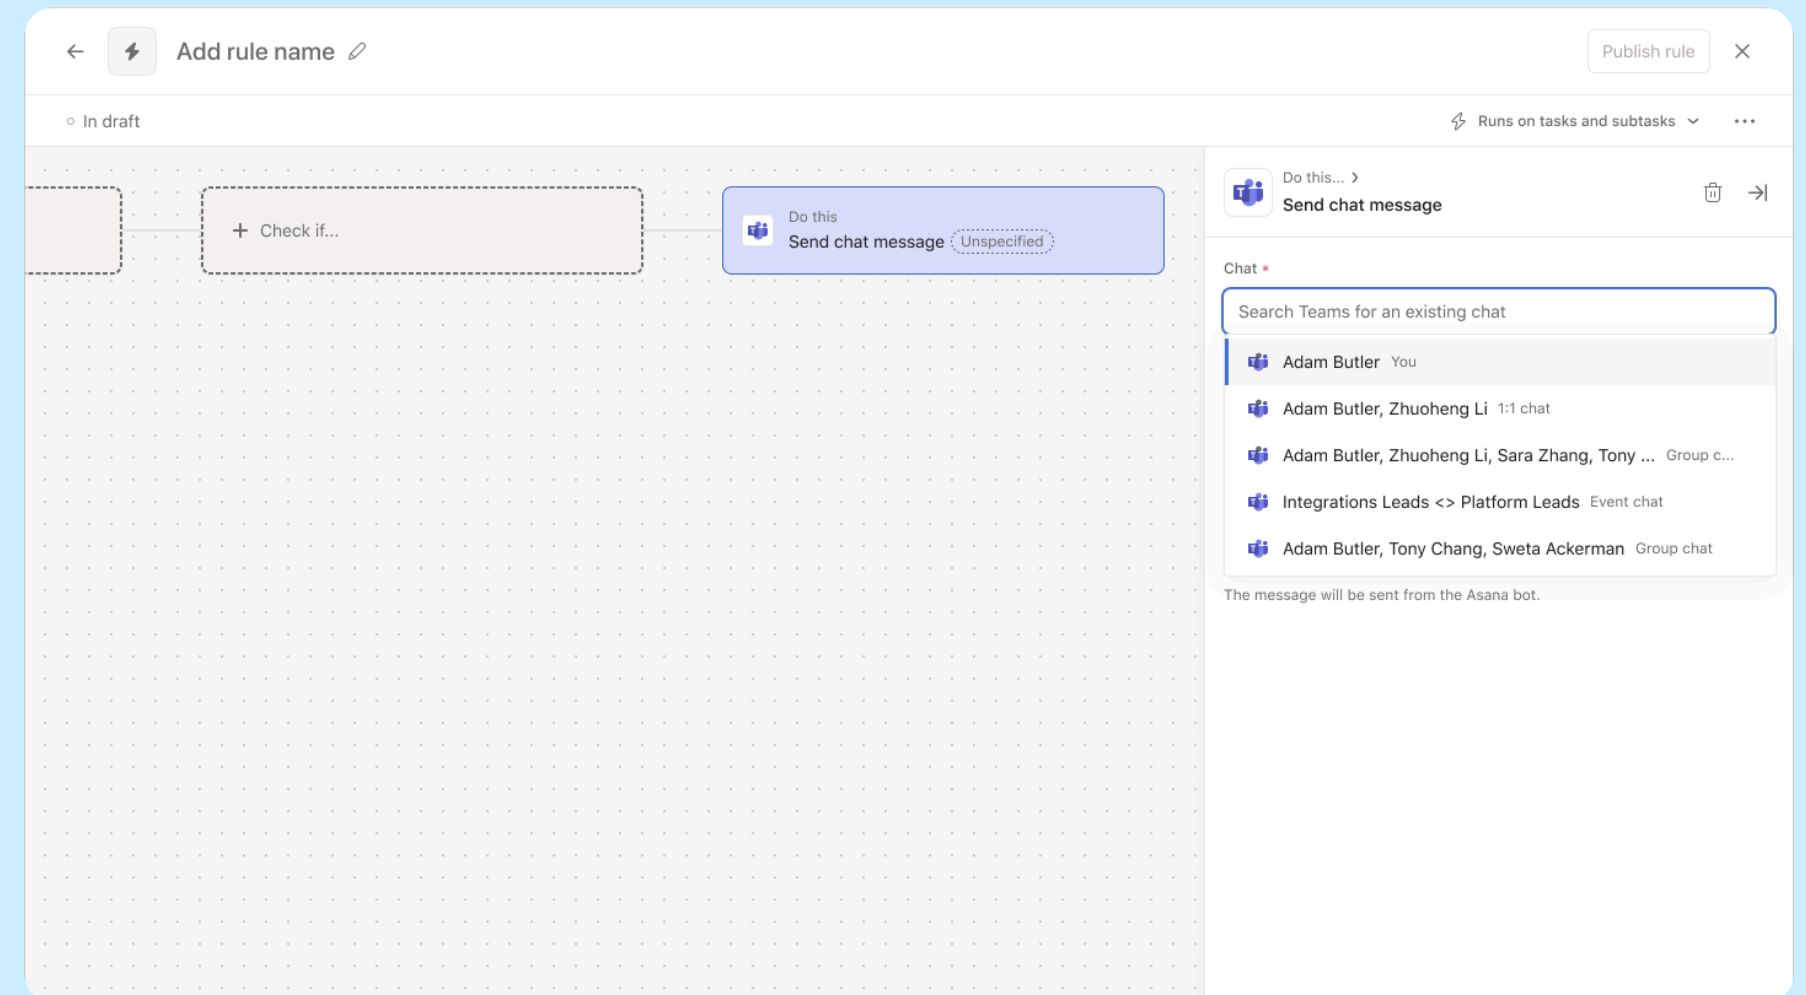 Add rule name
Publish rule
In draft
Runs on tasks and subtasks
Check if...
Do this
Send chat message Unspecified
Do this...
Send chat message
Chat *
Search Teams for an existing chat
Adam Butler You
Adam Butler, Zhuoheng Li 1:1 chat
Adam Butler, Zhuoheng Li, Sara Zhang, Tony ... Group c...
Integrations Leads <> Platform Leads Event chat
Adam Butler, Tony Chang, Sweta Ackerman Group chat
The message will be sent from the Asana bot.